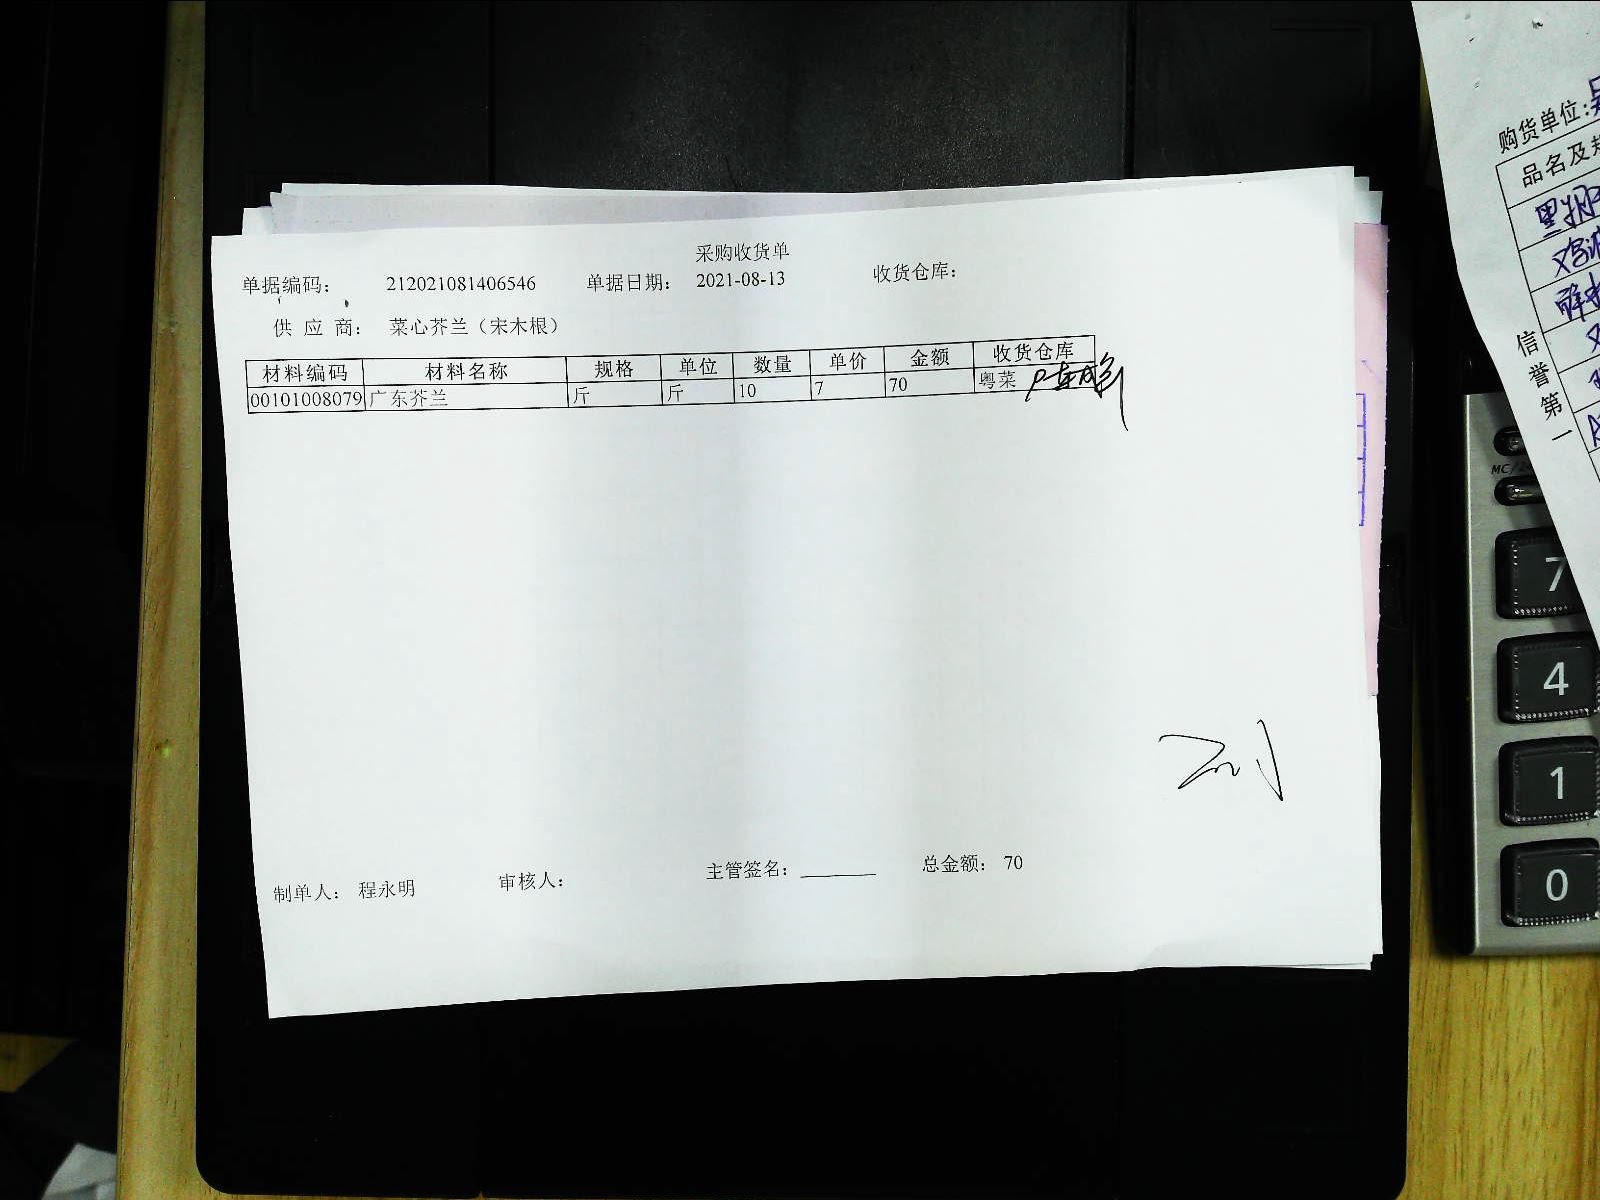 采购收货单
单据编码： 212021081406546 单据日期： 2021-08-13 收货仓库：
供 应 商： 菜心芥兰（宋木根）
材料编码 材料名称 规格 单位 数量 单价 金额 收货仓库
00101008079 广东芥兰 斤 斤 10 7 70 粤菜
制单人： 程永明 审核人： 主管签名： 总金额： 70
购货单位：
品名及规
信誉第一
MC/
7
4
1
0